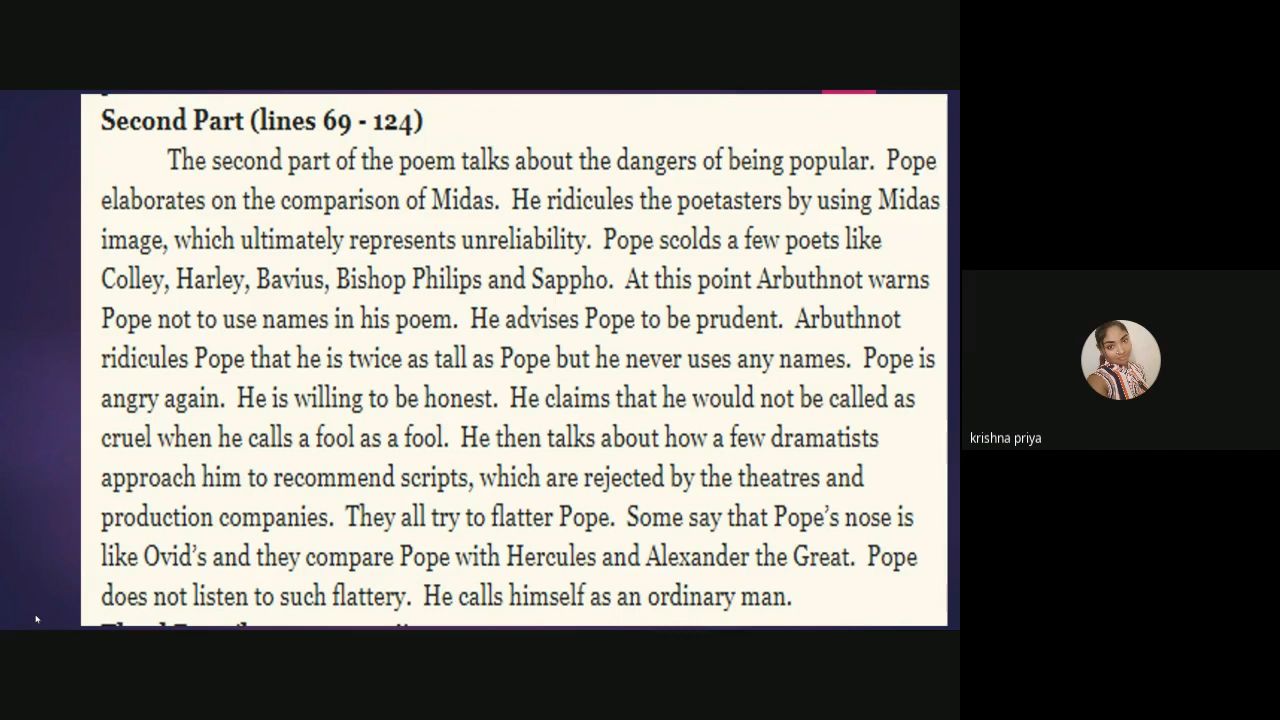 Second Part (lines 69 - 124)
The second part of the poem talks about the dangers of being popular. Pope
elaborates on the comparison of Midas. He ridicules the poetasters by using Midas
image, which ultimately represents unreliability. Pope scolds a few poets like
Colley, Harley, Bavius, Bishop Philips and Sappho. At this point Arbuthnot warns
Pope not to use names in his poem. He advises Pope to be prudent. Arbuthnot
ridicules Pope that he is twice as tall as Pope but he never uses any names. Pope is
angry again. He is willing to be honest. He claims that he would not be called as
cruel when he calls a fool as a fool. He then talks about how a few dramatists
approach him to recommend scripts, which are rejected by the theatres and
production companies. They all try to flatter Pope. Some say that Pope's nose is
like Ovid's and they compare Pope with Hercules and Alexander the Great. Pope
does not listen to such flattery. He calls himself as an ordinary man.
krishna priya